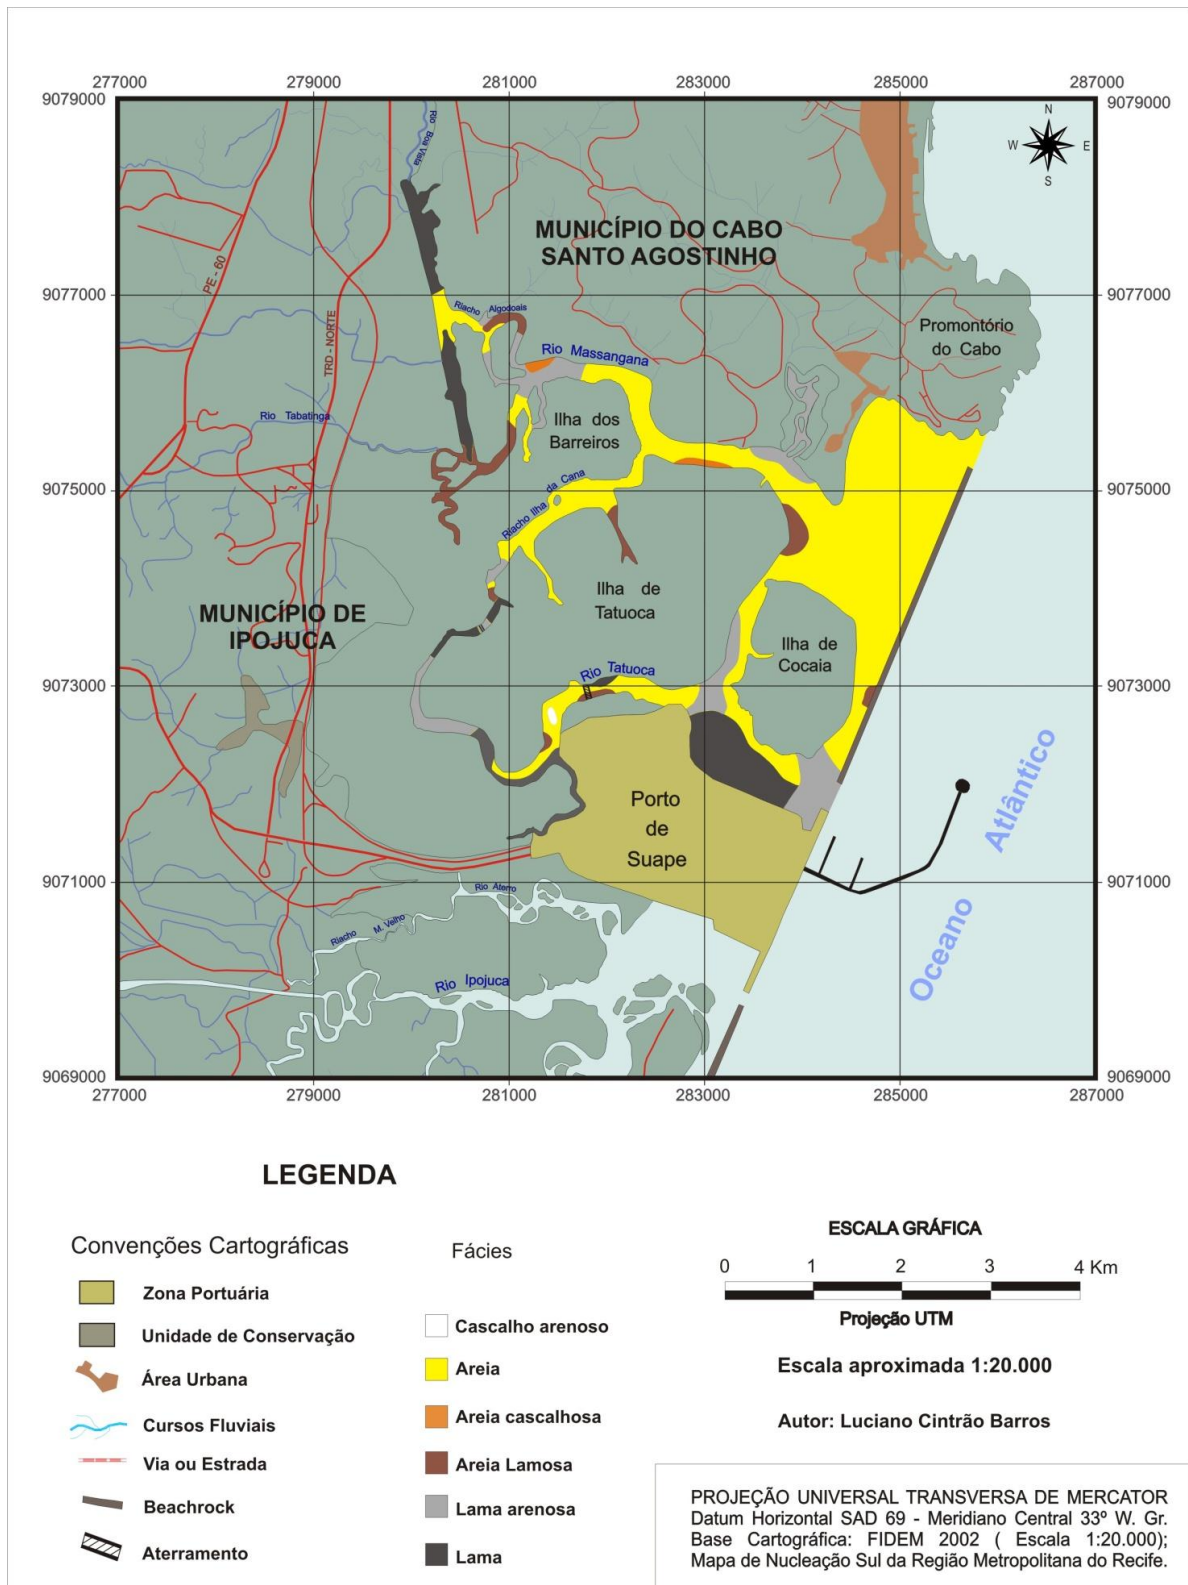 277000 279000 281000 283000 285000 287000
9079000 9079000
N
W E
S
Rio Boa Vista
MUNICÍPIO DO CABO
SANTO AGOSTINHO
PE - 60
9077000 9077000
TRD - NORTE
Riacho Algodoais
Rio Massangana
Promontório
do Cabo
Rio Tabatinga
Ilha dos
Barreiros
9075000 9075000
Riacho Ilha da Cana
Ilha de
Tatuoca
MUNICÍPIO DE
IPOJUCA
Ilha de
Cocaia
Rio Tatuoca
9073000 9073000
Porto
de
Suape
Oceano Atlântico
9071000 9071000
Rio Aterro
Riacho M. Velho
Rio Ipojuca
9069000 9069000
277000 279000 281000 283000 285000 287000
LEGENDA
Convenções Cartográficas
Zona Portuária
Unidade de Conservação
Área Urbana
Cursos Fluviais
Via ou Estrada
Beachrock
Aterramento
Fácies
Cascalho arenoso
Areia
Areia cascalhosa
Areia Lamosa
Lama arenosa
Lama
ESCALA GRÁFICA
0 1 2 3 4 Km
Projeção UTM
Escala aproximada 1:20.000
Autor: Luciano Cintrão Barros
PROJEÇÃO UNIVERSAL TRANSVERSA DE MERCATOR
Datum Horizontal SAD 69 - Meridiano Central 33º W. Gr.
Base Cartográfica: FIDEM 2002 ( Escala 1:20.000);
Mapa de Nucleação Sul da Região Metropolitana do Recife.